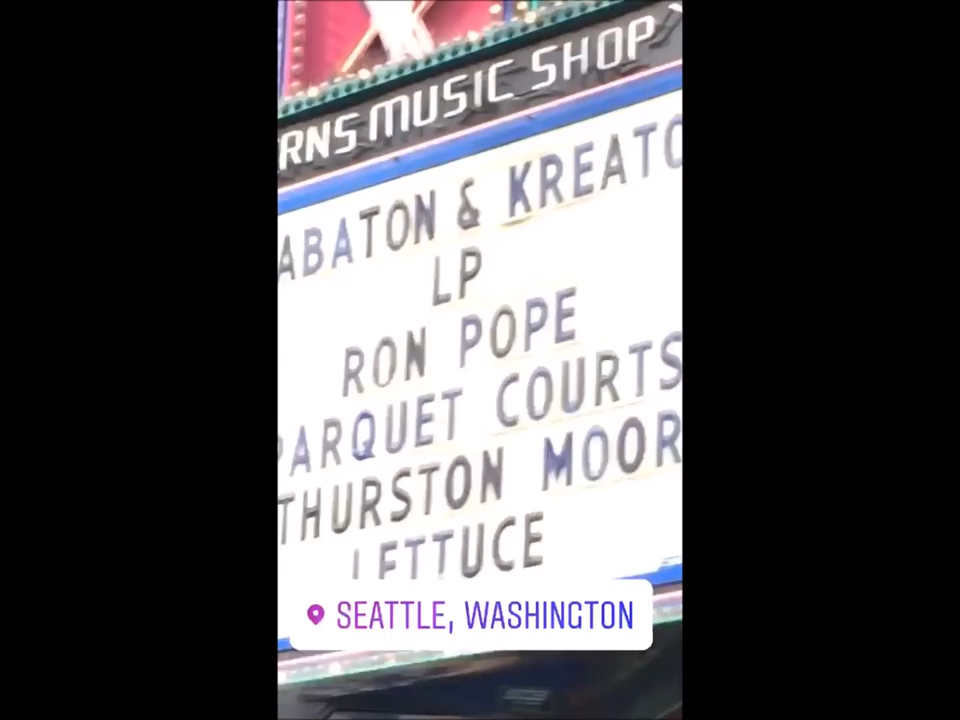 RNS MUSIC SHOP
ABATON & KREATO
LP
RON POPE
PARQUET COURTS
THURSTON MOOR
LETTUCE
SEATTLE, WASHINGTON